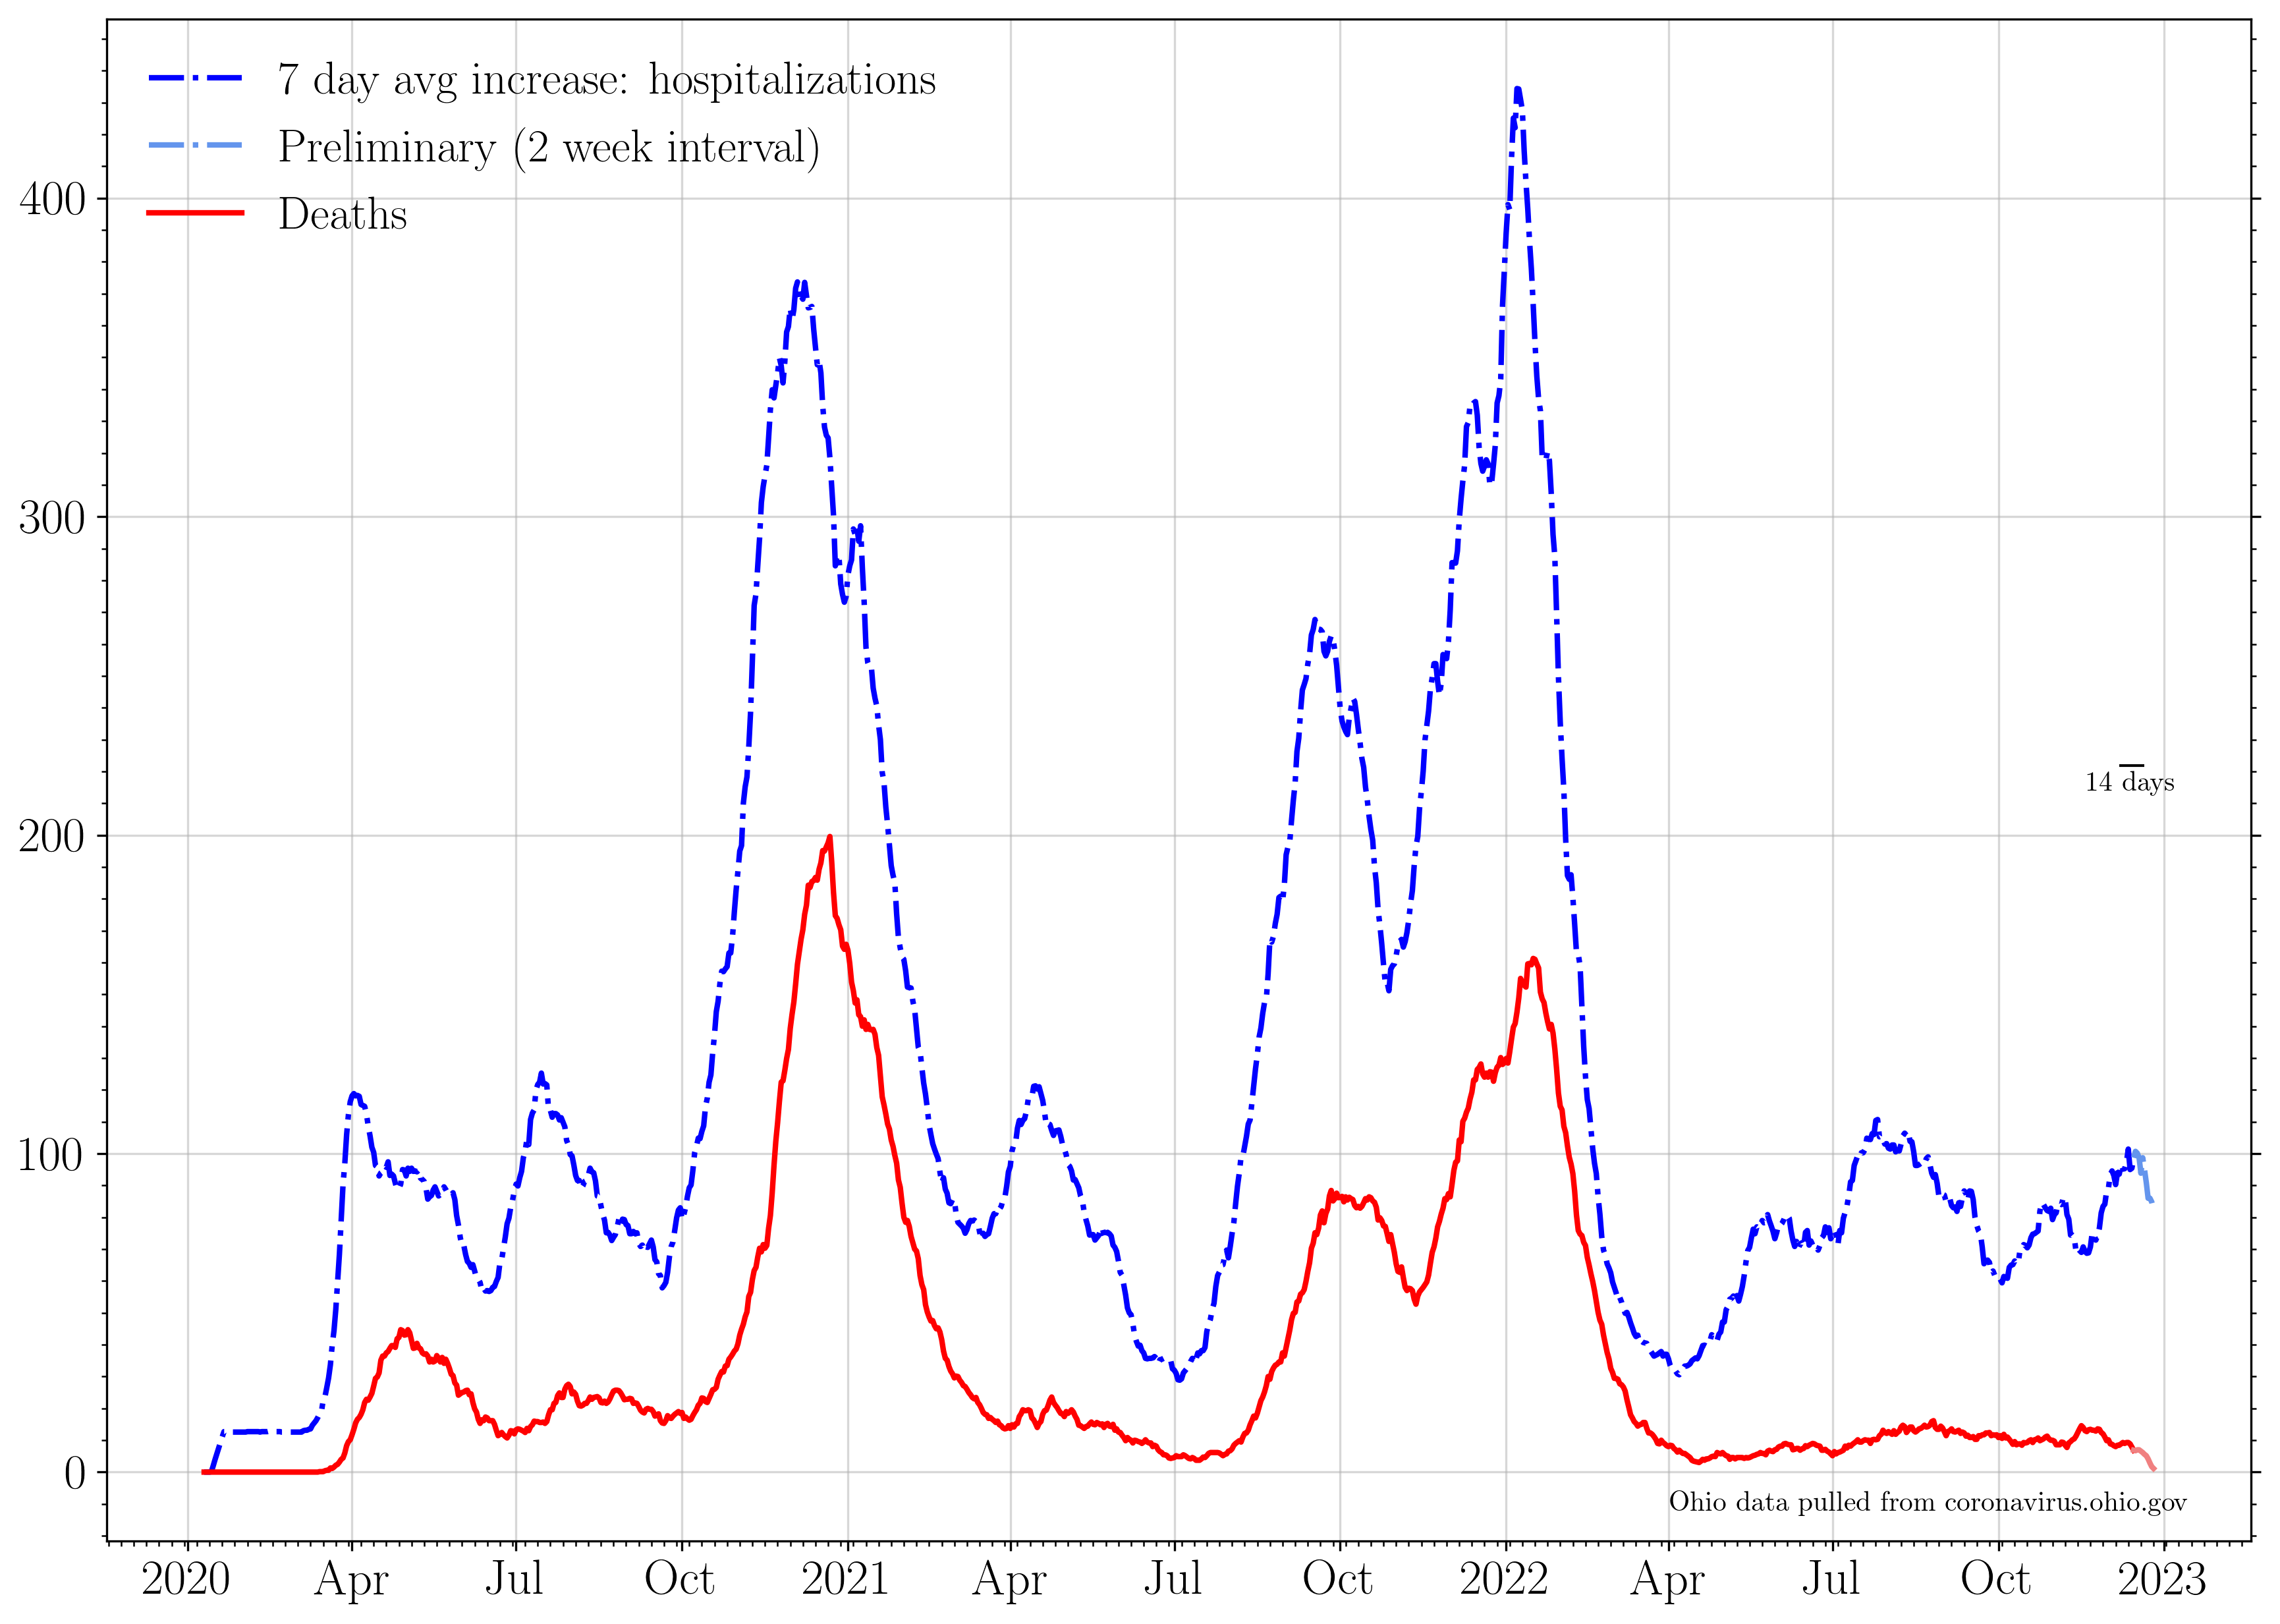 7 day avg increase: hospitalizations
Preliminary (2 week interval)
Deaths
400
300
200
100
0
14 days
Ohio data pulled from coronavirus.ohio.gov
2020 Apr Jul Oct 2021 Apr Jul Oct 2022 Apr Jul Oct 2023